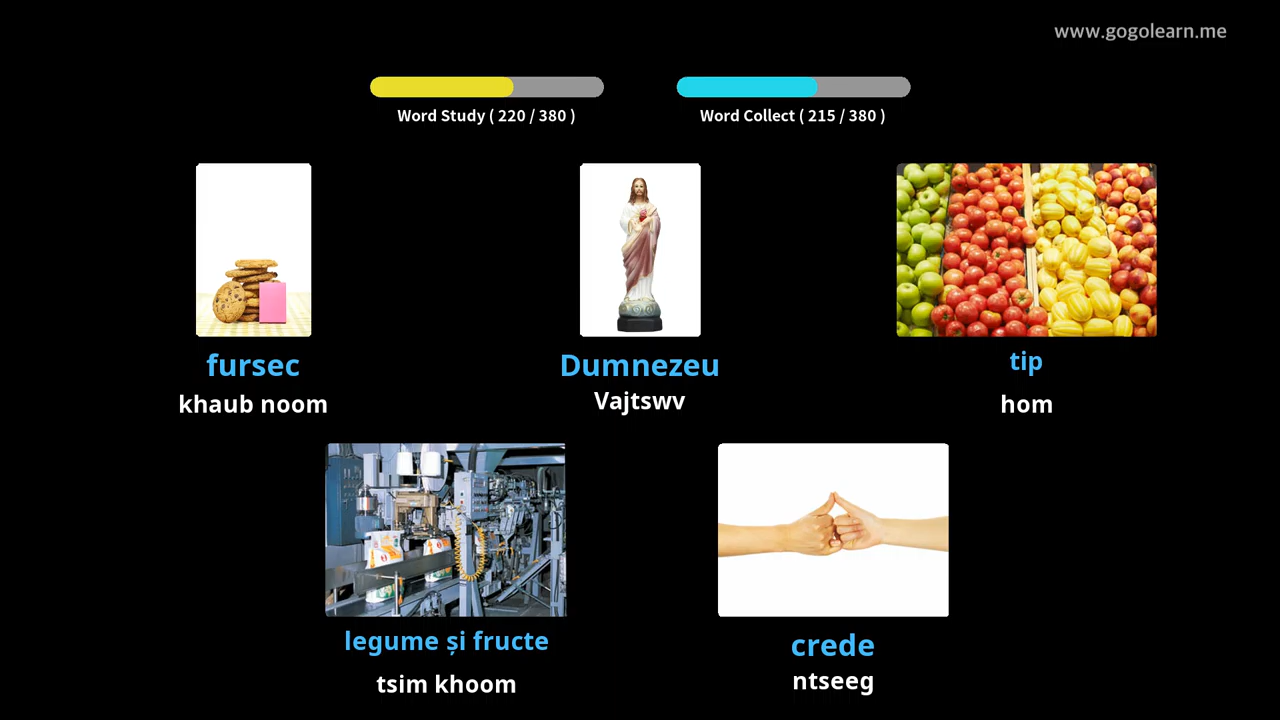 www.gogolearn.me
Word Study ( 220 / 380 )
Word Collect ( 215 / 380 )
fursec
khaub noom
Dumnezeu
Vajtswv
tip
hom
legume și fructe
tsim khoom
crede
ntseeg